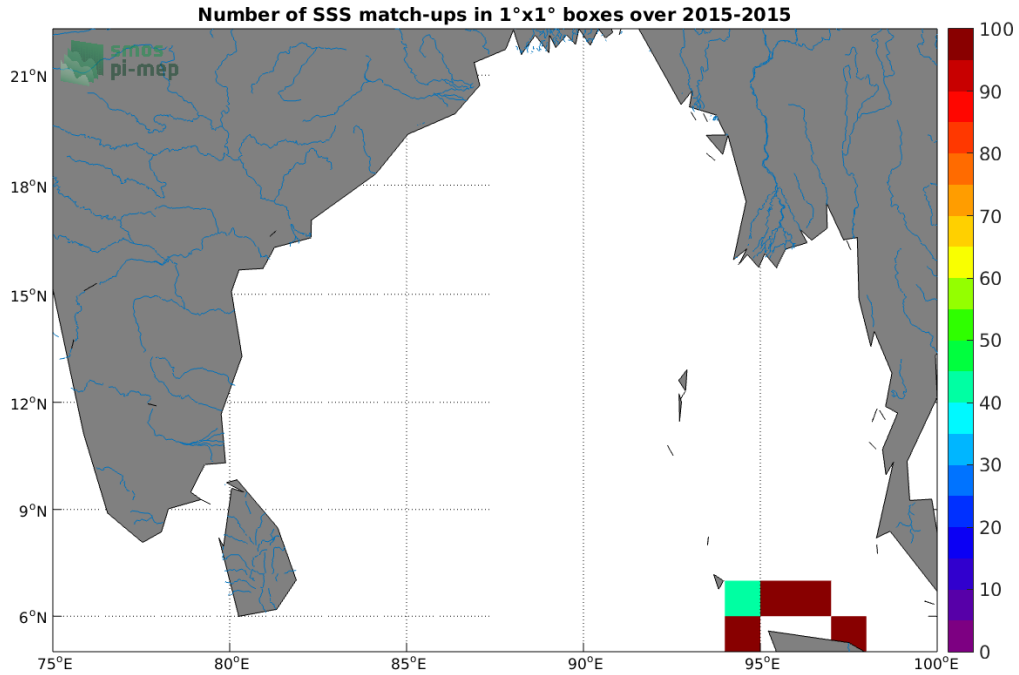 Number of SSS match-ups in 1°x1° boxes over 2015-2015
smos
pi-mep
21°N
18°N
15°N
12°N
9°N
6°N
75°E
80°E
85°E
90°E
95°E
100°E
100
90
80
70
60
50
40
30
20
10
0